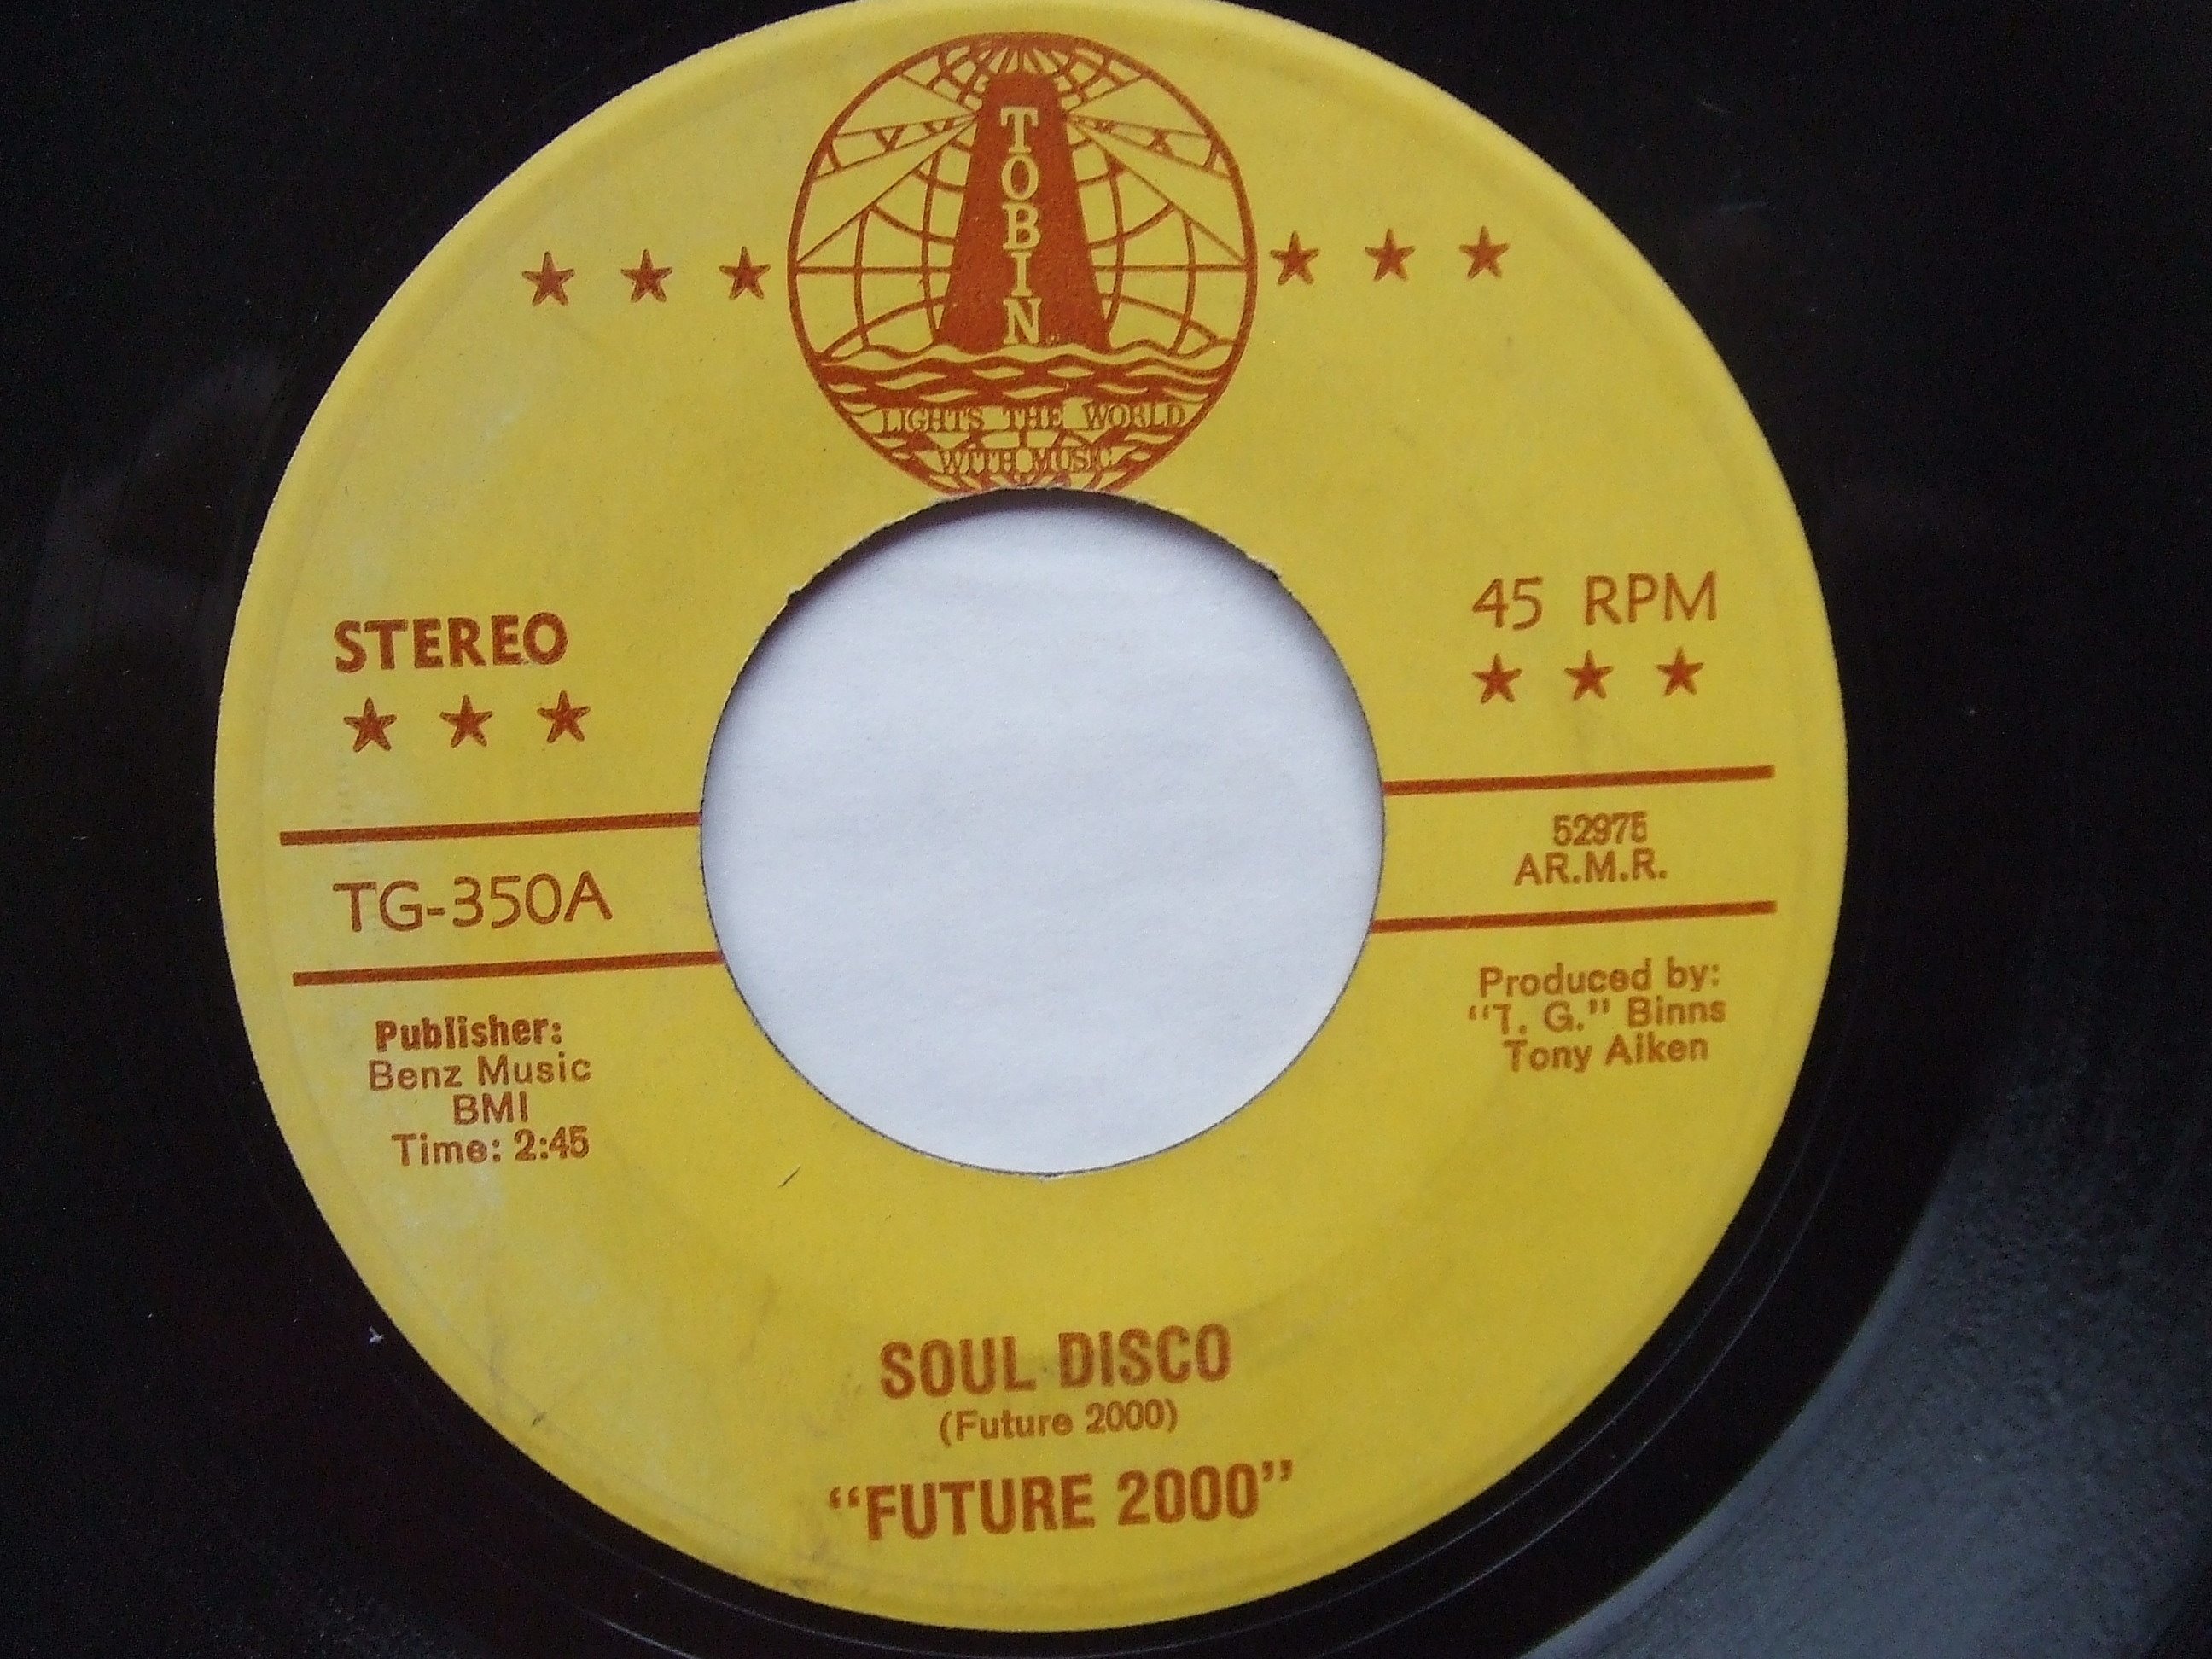 TOBIN
LIGHTS THE WORLD
WITH MUSIC
STEREO
45 RPM
TG-350A
52975
AR.M.R.
Publisher:
Benz Music
BMI
Time: 2:45
Produced by:
"T. G." Binns
Tony Aiken
SOUL DISCO
(Future 2000)
"FUTURE 2000"